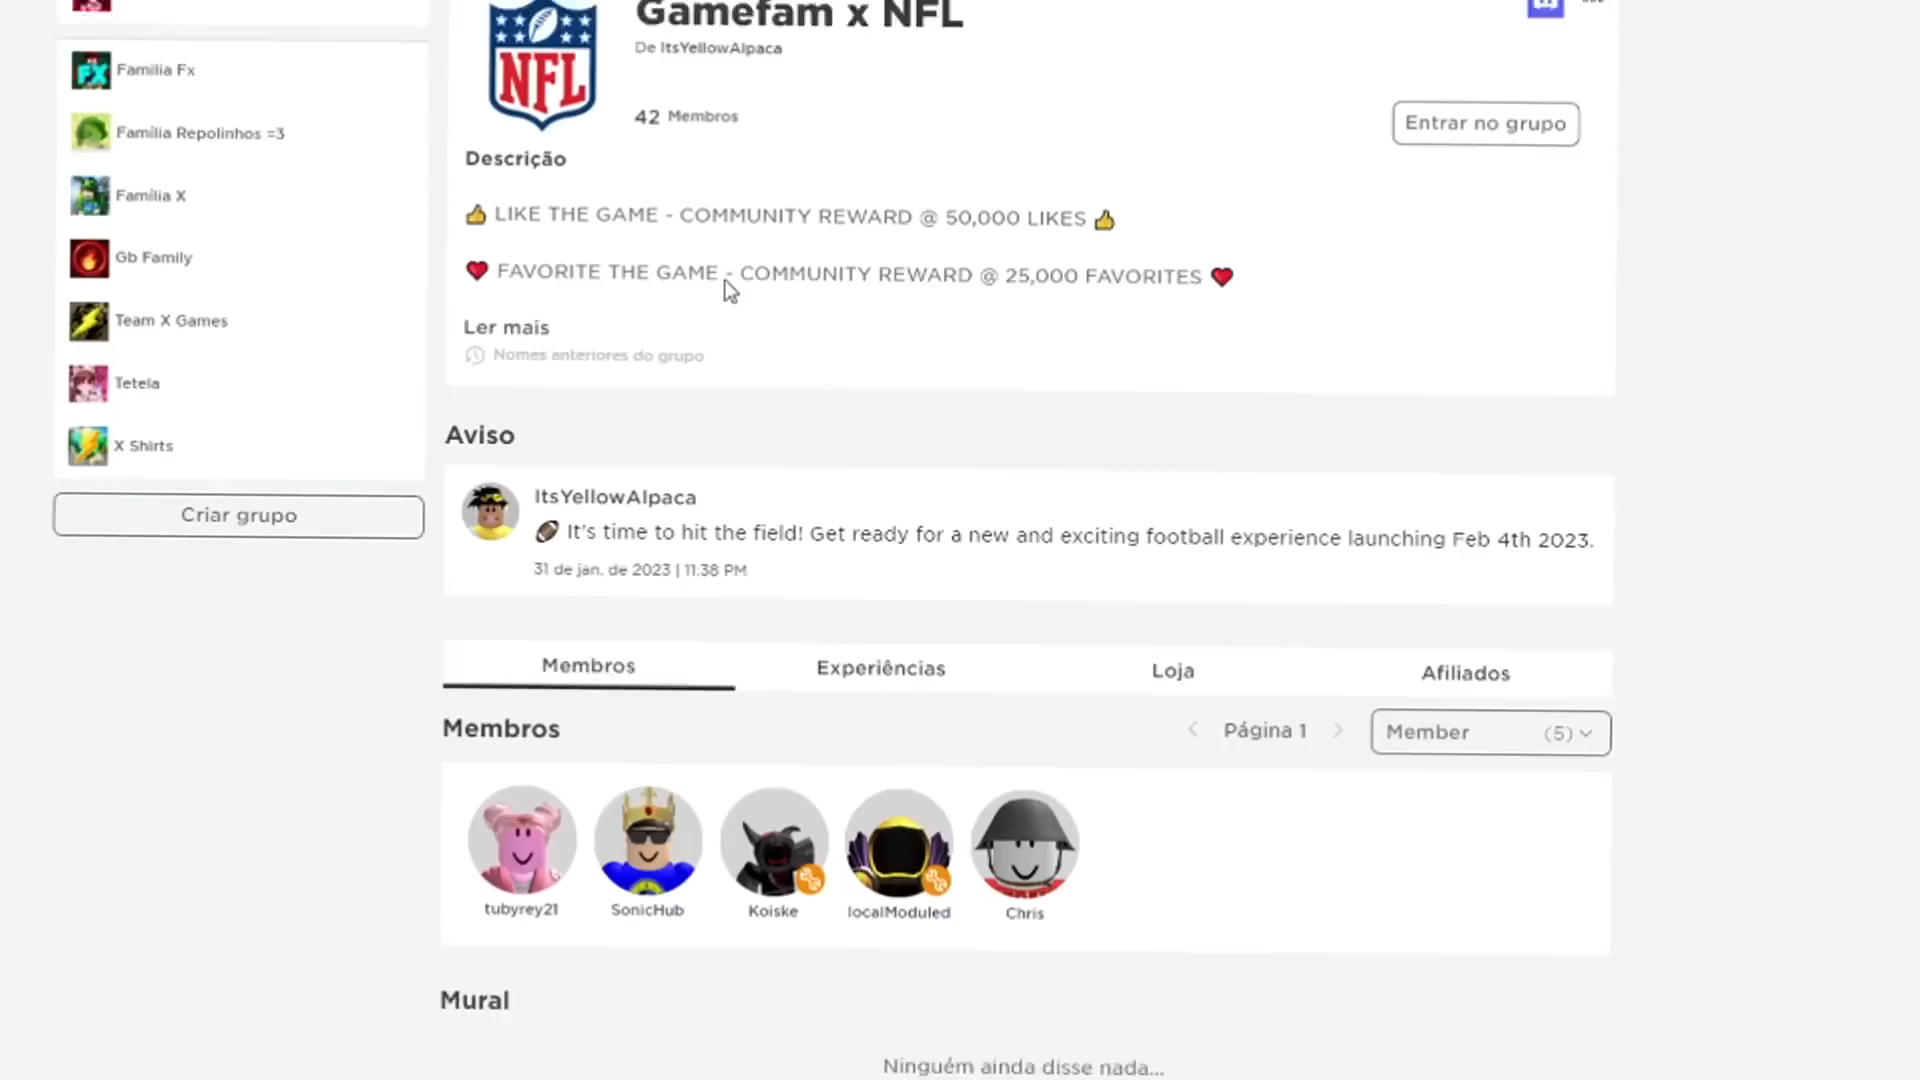 Gamefam x NFL
De ItsYellowAlpaca
NFL
42 Membros
Entrar no grupo
Descrição
👍 LIKE THE GAME - COMMUNITY REWARD @ 50,000 LIKES 👍
❤️ FAVORITE THE GAME - COMMUNITY REWARD @ 25,000 FAVORITES ❤️
Ler mais
Nomes anteriores do grupo
FX Familia Fx
Família Repolinhos =3
Família X
Gb Family
Team X Games
Tetela
X Shirts
Criar grupo
Aviso
ItsYellowAlpaca
🏈 It's time to hit the field! Get ready for a new and exciting football experience launching Feb 4th 2023.
31 de jan. de 2023 | 11:38 PM
Membros Experiências Loja Afiliados
Membros < Página 1 > Member (5)
tubyrey21 SonicHub Koiske localModuled Chris
Mural
Ninguém ainda disse nada...